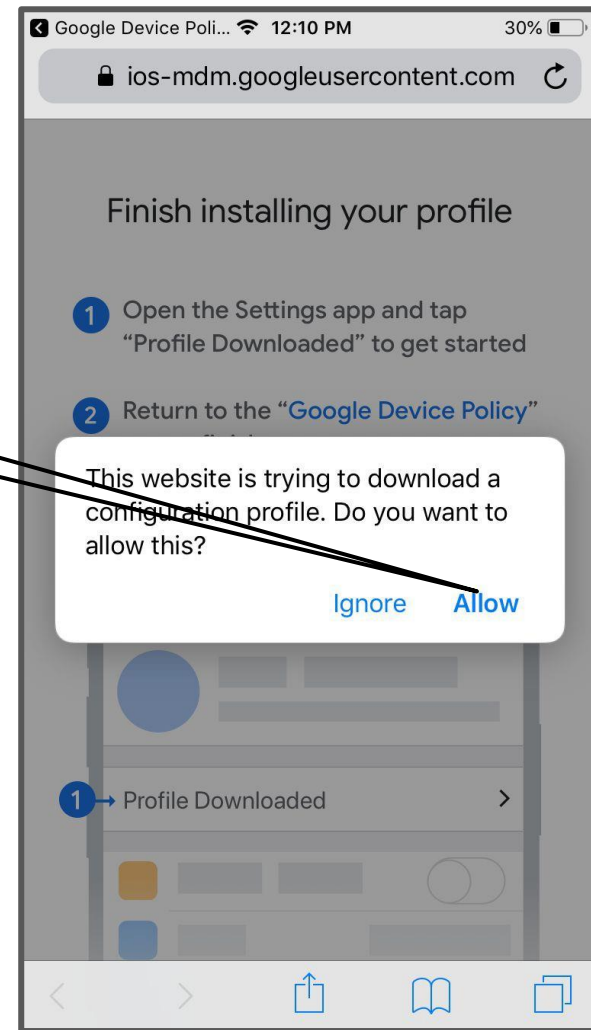 Google Device Poli... 12:10 PM 30%
ios-mdm.googleusercontent.com
Finish installing your profile
1 Open the Settings app and tap
“Profile Downloaded” to get started
2 Return to the “Google Device Policy”
This website is trying to download a
configuration profile. Do you want to
allow this?
Ignore Allow
1 Profile Downloaded